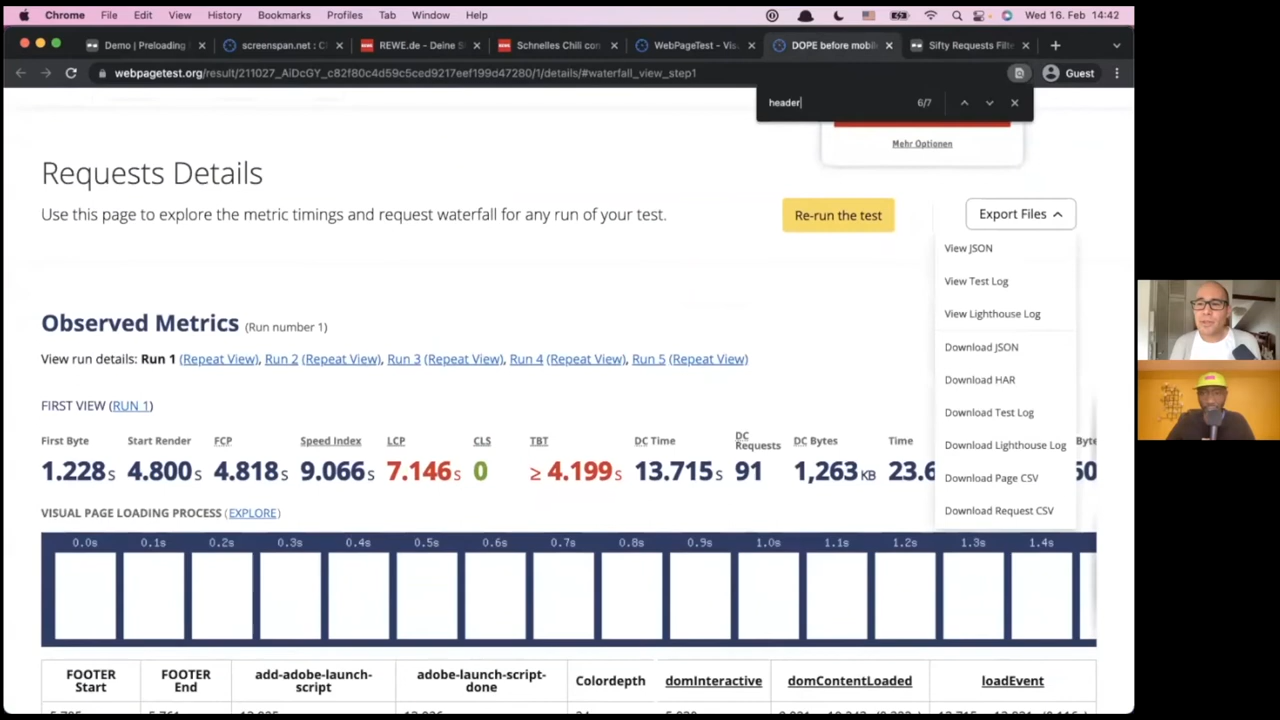 Chrome File Edit View History Bookmarks Profiles Tab Window Help Wed 16. Feb 14:42
Demo | Preloading screenspan.net : C REWE.de - Deine S Schnelles Chili con WebPageTest - Vis DOPE before mobil Sifty Requests Filte
webpagetest.org/result/211027_AiDcGY_c82f80c4d59c5ced9217eef199d47280/1/details/#waterfall_view_step1 Guest
header 6/7
Mehr Optionen
Requests Details
Use this page to explore the metric timings and request waterfall for any run of your test.
Re-run the test
Export Files
View JSON
View Test Log
View Lighthouse Log
Download JSON
Download HAR
Download Test Log
Download Lighthouse Log
Download Page CSV
Download Request CSV
Observed Metrics (Run number 1)
View run details: Run 1 (Repeat View), Run 2 (Repeat View), Run 3 (Repeat View), Run 4 (Repeat View), Run 5 (Repeat View)
FIRST VIEW (RUN 1)
First Byte Start Render FCP Speed Index LCP CLS TBT DC Time DC Requests DC Bytes Time Byte
1.228s 4.800s 4.818s 9.066s 7.146s 0 ≥ 4.199s 13.715s 91 1,263KB 23.6 50
VISUAL PAGE LOADING PROCESS (EXPLORE)
0.0s 0.1s 0.2s 0.3s 0.4s 0.5s 0.6s 0.7s 0.8s 0.9s 1.0s 1.1s 1.2s 1.3s 1.4s
FOOTER Start FOOTER End add-adobe-launch-script adobe-launch-script-done Colordepth domInteractive domContentLoaded loadEvent